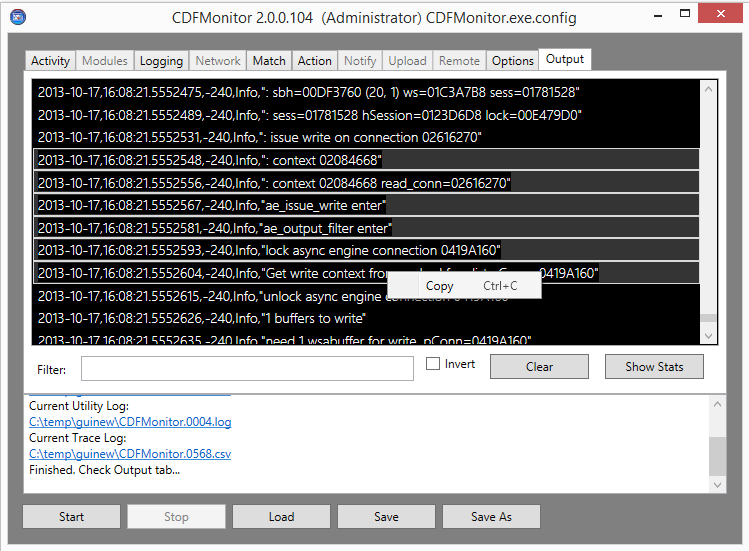 CDFMonitor 2.0.0.104 (Administrator) CDFMonitor.exe.config
Activity Modules Logging Network Match Action Notify Upload Remote Options Output
2013-10-17,16:08:21.5552475,-240,Info,": sbh=00DF3760 (20, 1) ws=01C3A7B8 sess=01781528"
2013-10-17,16:08:21.5552489,-240,Info,": sess=01781528 hSession=0123D6D8 lock=00E479D0"
2013-10-17,16:08:21.5552531,-240,Info,": issue write on connection 02616270"
2013-10-17,16:08:21.5552548,-240,Info,": context 02084668"
2013-10-17,16:08:21.5552556,-240,Info,": context 02084668 read_conn=02616270"
2013-10-17,16:08:21.5552567,-240,Info,"ae_issue_write enter"
2013-10-17,16:08:21.5552581,-240,Info,"ae_output_filter enter"
2013-10-17,16:08:21.5552593,-240,Info,"lock async engine connection 0419A160"
2013-10-17,16:08:21.5552604,-240,Info,"Get write context from 0419A160"
Copy Ctrl+C
2013-10-17,16:08:21.5552615,-240,Info,"unlock async engine
2013-10-17,16:08:21.5552626,-240,Info,"1 buffers to write"
2013-10-17,16:08:21.5552635,-240,Info,"need 1 wsabuffer for write, pConn=0419A160"
Filter: Invert Clear Show Stats
Current Utility Log:
C:\temp\guinew\CDFMonitor.0004.log
Current Trace Log:
C:\temp\guinew\CDFMonitor.0568.csv
Finished. Check Output tab...
Start Stop Load Save Save As